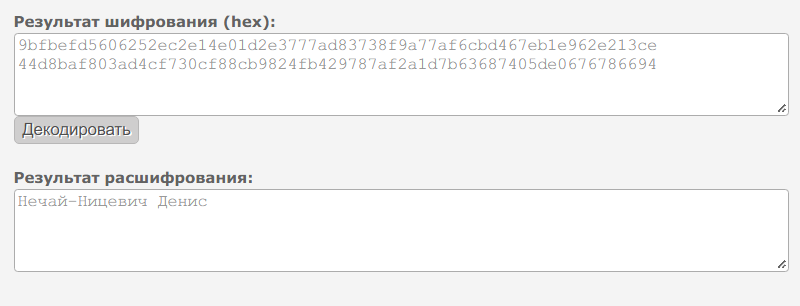 Результат шифрования (hex):
9bfbefd5606252ec2e14e01d2e3777ad83738f9a77af6cbd467eb1e962e213ce
44d8baf803ad4cf730cf88cb9824fb429787af2a1d7b63687405de0676786694
Декодировать
Результат расшифрования:
Нечай-Ницевич Денис